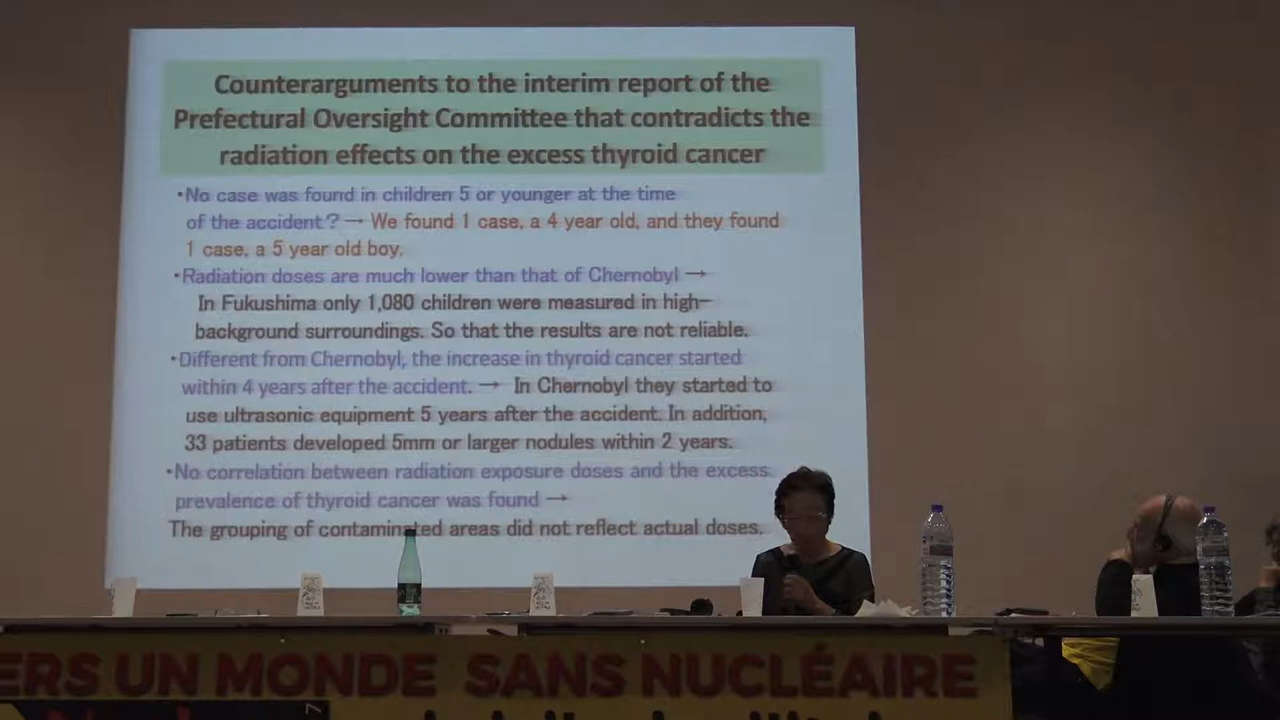 Counterarguments to the interim report of the
Prefectural Oversight Committee that contradicts the
radiation effects on the excess thyroid cancer
・No case was found in children 5 or younger at the time
of the accident? → We found 1 case, a 4 year old, and they found
1 case, a 5 year old boy.
・Radiation doses are much lower than that of Chernobyl →
In Fukushima only 1,080 children were measured in high-
background surroundings. So that the results are not reliable.
・Different from Chernobyl, the increase in thyroid cancer started
within 4 years after the accident. → In Chernobyl they started to
use ultrasonic equipment 5 years after the accident. In addition,
33 patients developed 5mm or larger nodules within 2 years.
・No correlation between radiation exposure doses and the excess
prevalence of thyroid cancer was found →
The grouping of contaminated areas did not reflect actual doses.
ERS UN MONDE SANS NUCLÉAIRE